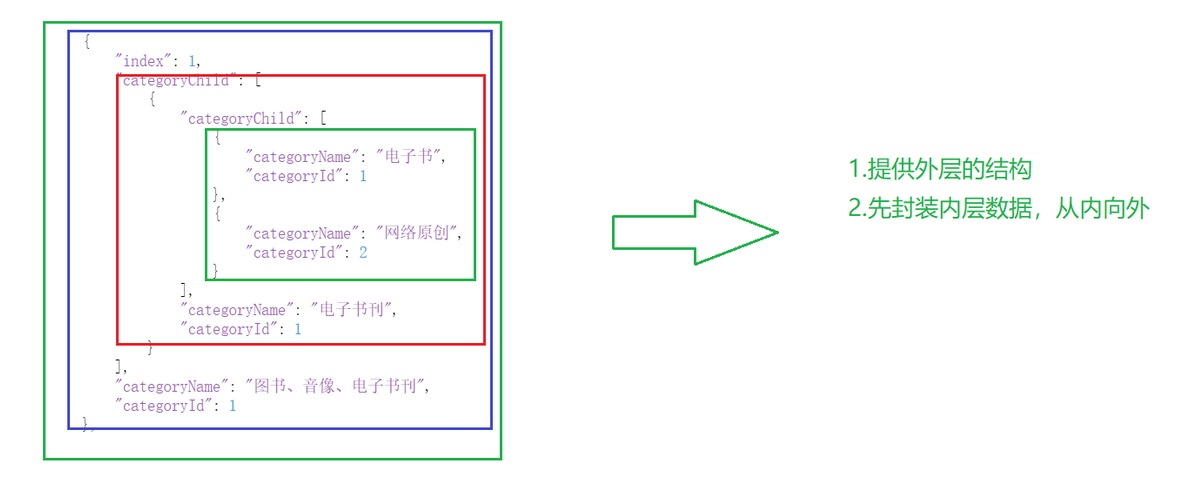 {
"index": 1,
"categoryChild": [
{
"categoryChild": [
{
"categoryName": "电子书",
"categoryId": 1
},
{
"categoryName": "网络原创",
"categoryId": 2
}
],
"categoryName": "电子书刊",
"categoryId": 1
}
],
"categoryName": "图书、音像、电子书刊",
"categoryId": 1
},
1.提供外层的结构
2.先封装内层数据，从内向外